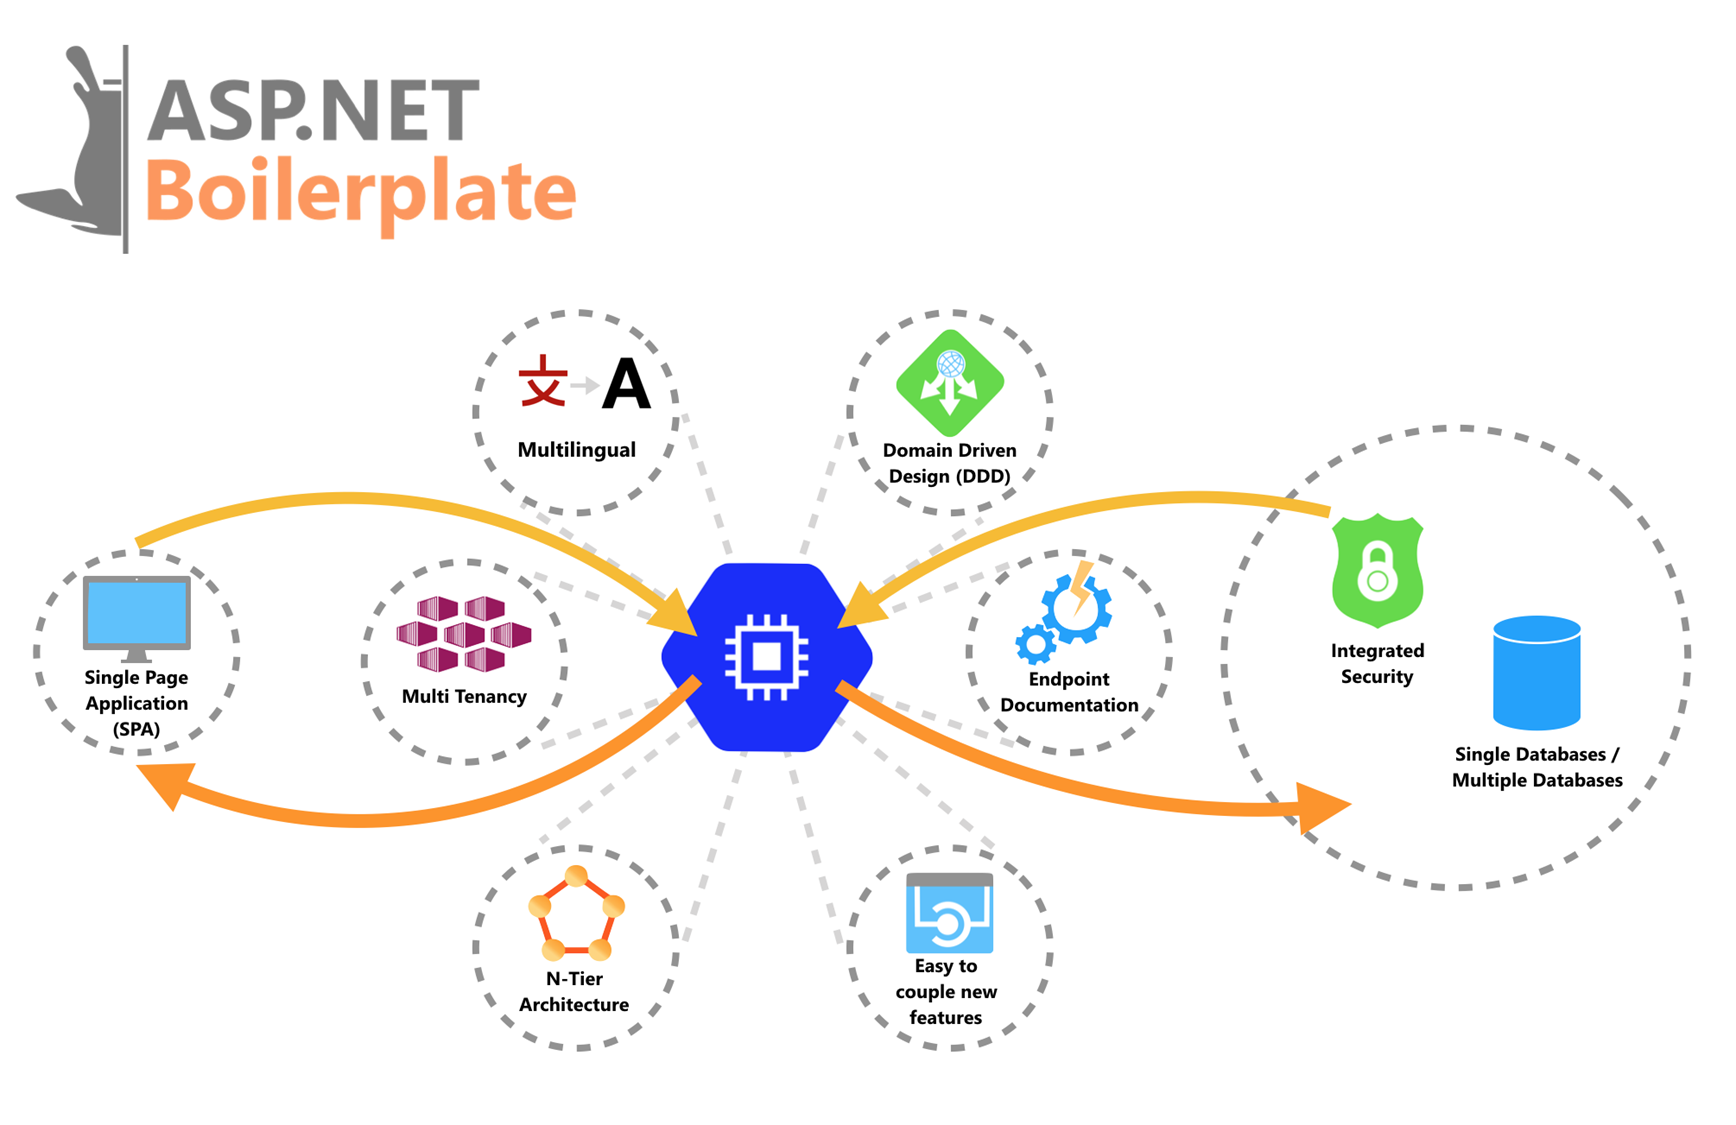 ASP.NET
Boilerplate
文
A
Multilingual
Domain Driven
Design (DDD)
Single Page
Application
(SPA)
Multi Tenancy
Endpoint
Documentation
Integrated
Security
Single Databases /
Multiple Databases
N-Tier
Architecture
Easy to
couple new
features